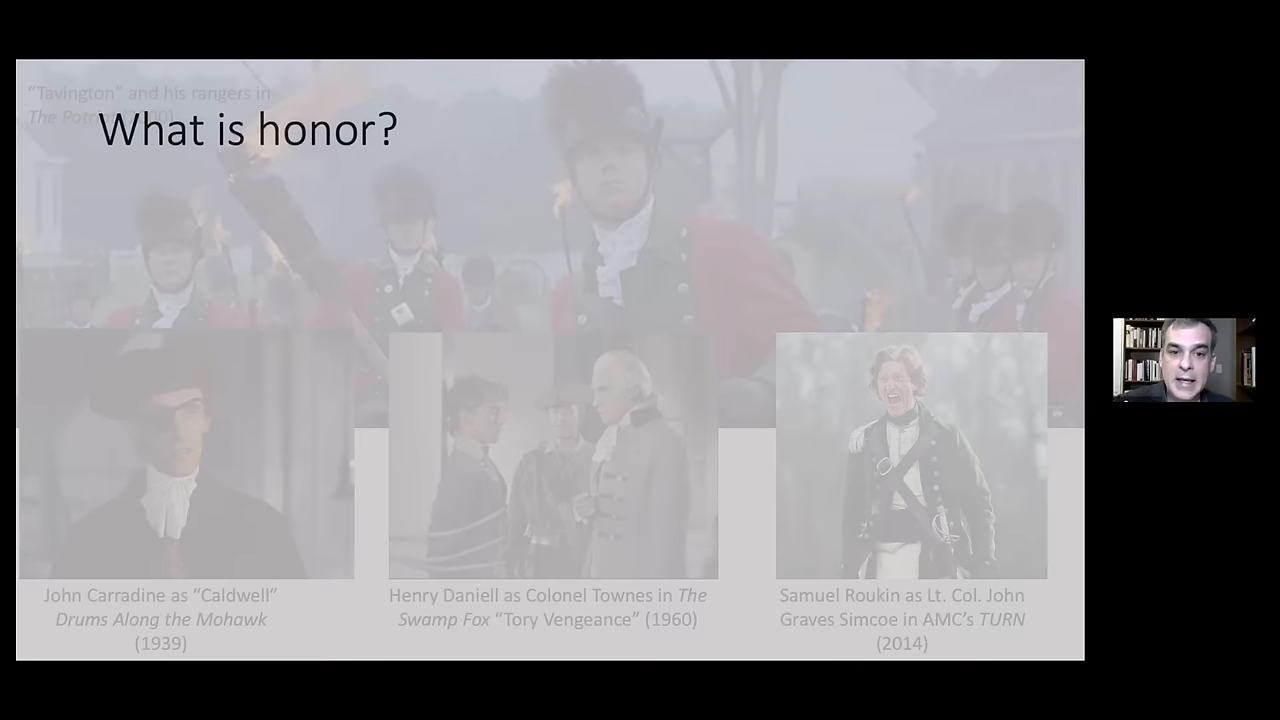 “Tavington” and his rangers in
The Patriot (2000)
What is honor?
John Carradine as “Caldwell”
Drums Along the Mohawk
(1939)
Henry Daniell as Colonel Townes in The
Swamp Fox “Tory Vengeance” (1960)
Samuel Roukin as Lt. Col. John
Graves Simcoe in AMC’s TURN
(2014)